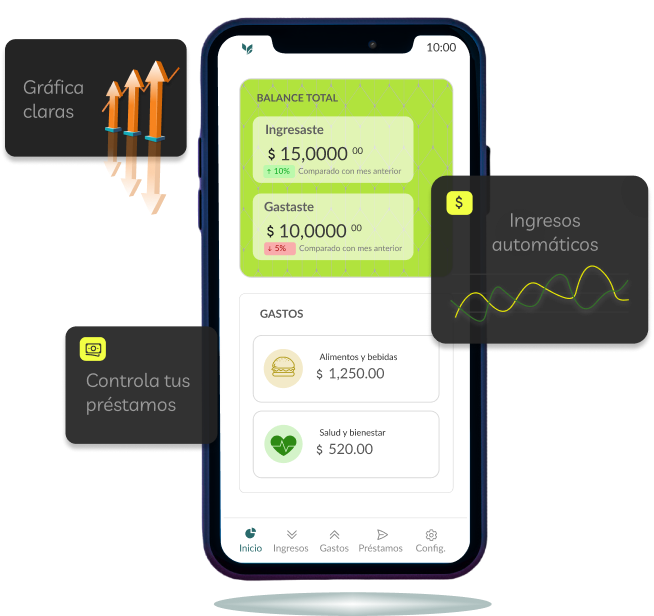 10:00
Gráfica
claras
BALANCE TOTAL
Ingresaste
$ 15,0000 00
↑ 10% Comparado con mes anterior
Gastaste
$ 10,0000 00
↓ 5% Comparado con mes anterior
$
Ingresos
automáticos
GASTOS
Alimentos y bebidas
$ 1,250.00
Controla tus
préstamos
Salud y bienestar
$ 520.00
Inicio Ingresos Gastos Préstamos Config.